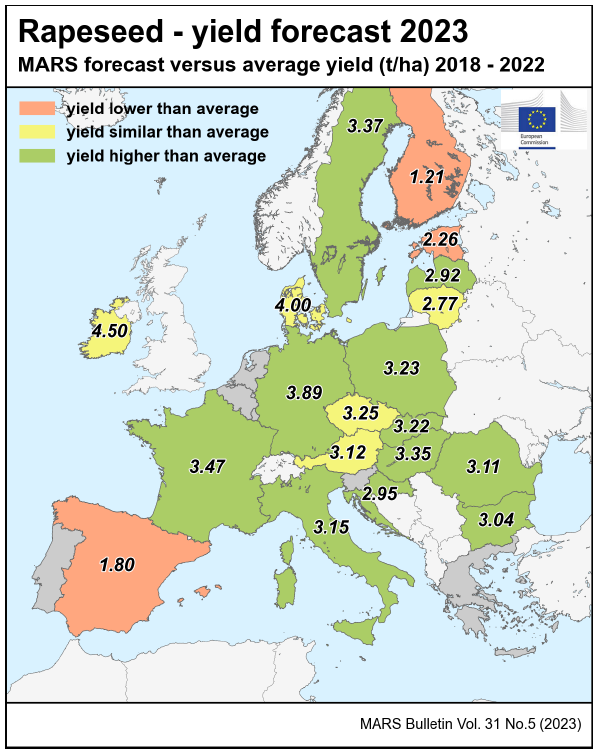 Rapeseed - yield forecast 2023
MARS forecast versus average yield (t/ha) 2018 - 2022
yield lower than average
yield similar than average
yield higher than average
European
Commission
3.37
1.21
2.26
2.92
2.77
4.00
4.50
3.23
3.89
3.25
3.22
3.12
3.35
3.47
3.11
2.95
3.04
3.15
1.80
MARS Bulletin Vol. 31 No.5 (2023)